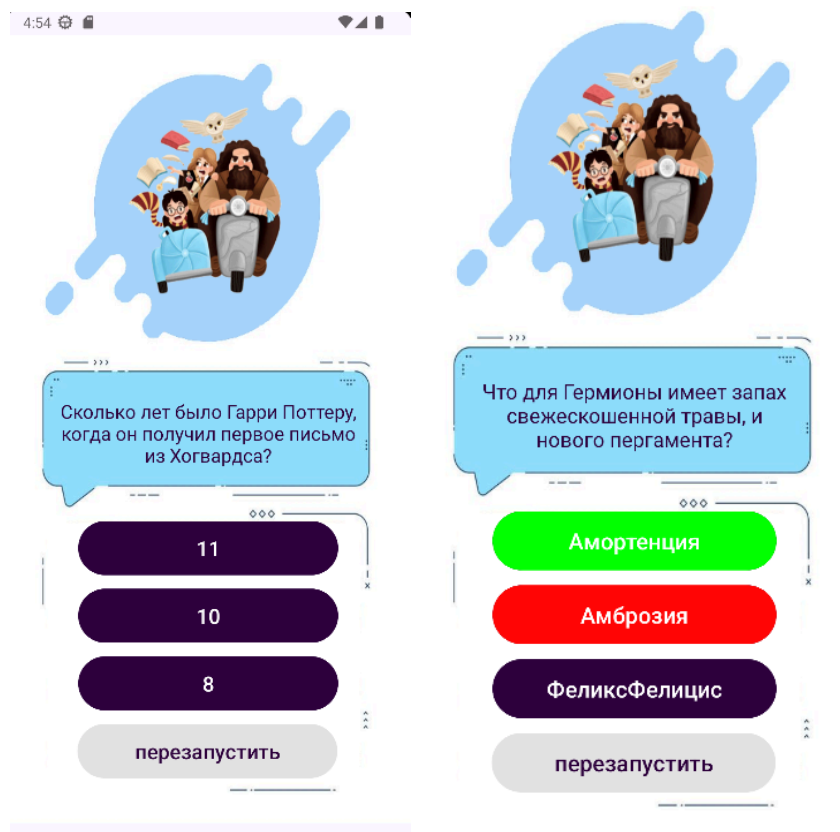 4:54
Сколько лет было Гарри Поттеру,
когда он получил первое письмо
из Хогвардса?
11
10
8
перезапустить
Что для Гермионы имеет запах
свежескошенной травы, и
нового пергамента?
Амортенция
Амброзия
ФеликсФелицис
перезапустить